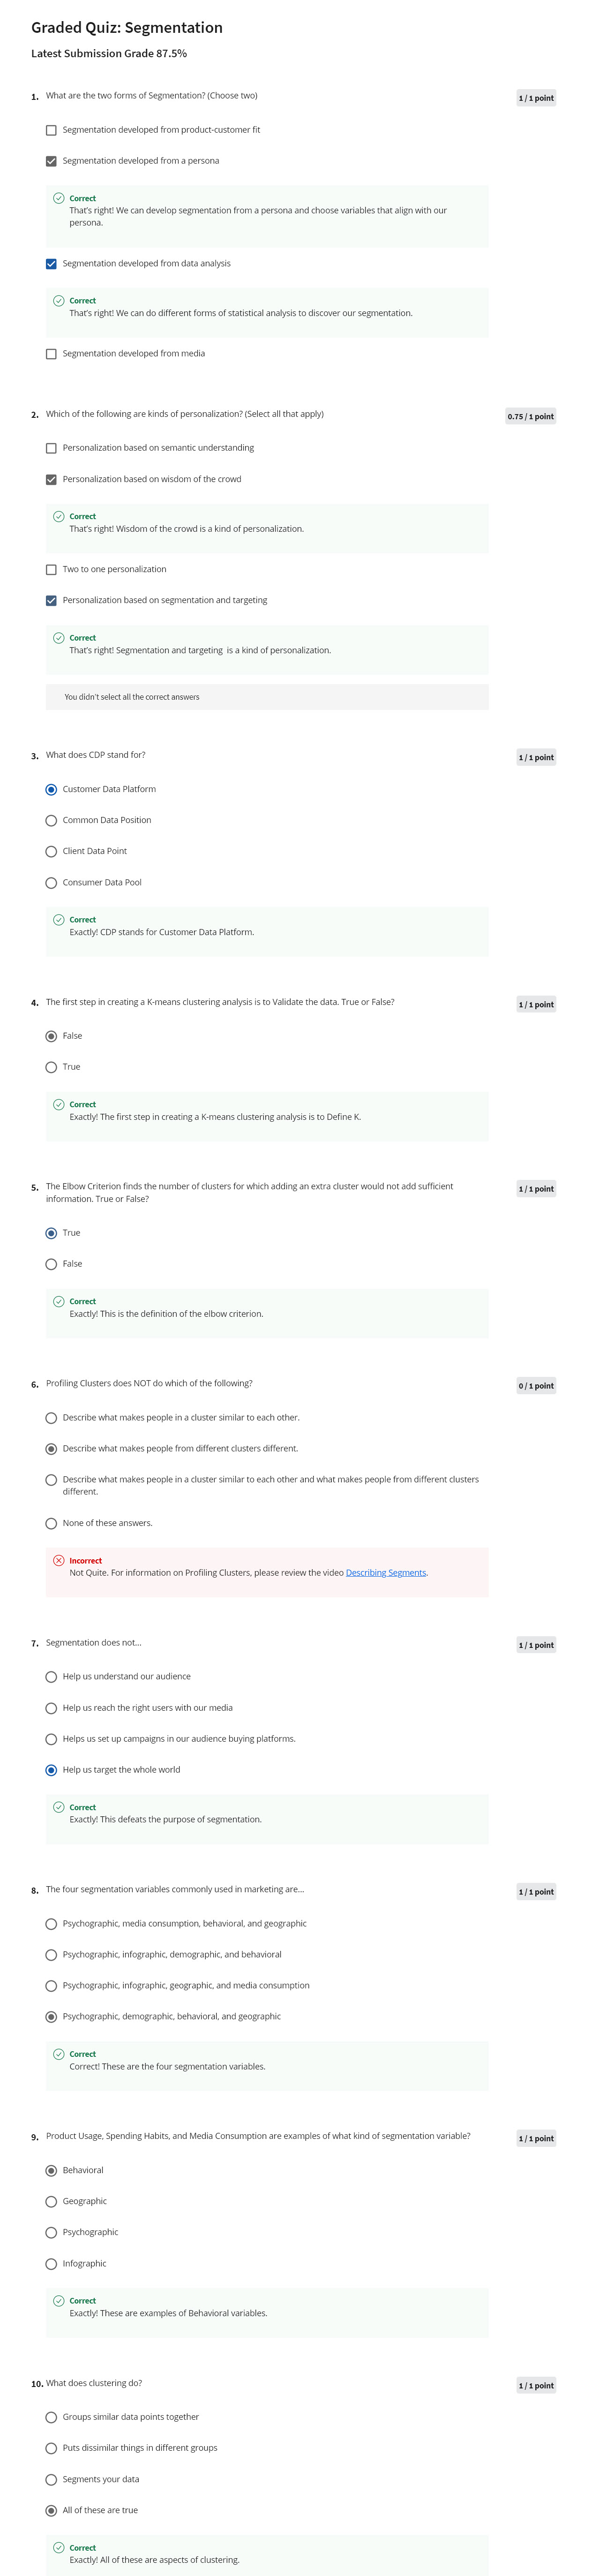 Graded Quiz: Segmentation
Latest Submission Grade 87.5%
1. What are the two forms of Segmentation? (Choose two)
1 / 1 point
Segmentation developed from product-customer fit
Segmentation developed from a persona
Correct
That's right! We can develop segmentation from a persona and choose variables that align with our
persona.
Segmentation developed from data analysis
Correct
That's right! We can do different forms of statistical analysis to discover our segmentation.
Segmentation developed from media
2. Which of the following are kinds of personalization? (Select all that apply)
0.75 / 1 point
Personalization based on semantic understanding
Personalization based on wisdom of the crowd
Correct
That's right! Wisdom of the crowd is a kind of personalization.
Two to one personalization
Personalization based on segmentation and targeting
Correct
That's right! Segmentation and targeting is a kind of personalization.
You didn't select all the correct answers
3. What does CDP stand for?
1 / 1 point
Customer Data Platform
Common Data Position
Client Data Point
Consumer Data Pool
Correct
Exactly! CDP stands for Customer Data Platform.
4. The first step in creating a K-means clustering analysis is to Validate the data. True or False?
1 / 1 point
False
True
Correct
Exactly! The first step in creating a K-means clustering analysis is to Define K.
5. The Elbow Criterion finds the number of clusters for which adding an extra cluster would not add sufficient
information. True or False?
1 / 1 point
True
False
Correct
Exactly! This is the definition of the elbow criterion.
6. Profiling Clusters does NOT do which of the following?
0 / 1 point
Describe what makes people in a cluster similar to each other.
Describe what makes people from different clusters different.
Describe what makes people in a cluster similar to each other and what makes people from different clusters
different.
None of these answers.
Incorrect
Not Quite. For information on Profiling Clusters, please review the video Describing Segments.
7. Segmentation does not...
1 / 1 point
Help us understand our audience
Help us reach the right users with our media
Helps us set up campaigns in our audience buying platforms.
Help us target the whole world
Correct
Exactly! This defeats the purpose of segmentation.
8. The four segmentation variables commonly used in marketing are...
1 / 1 point
Psychographic, media consumption, behavioral, and geographic
Psychographic, infographic, demographic, and behavioral
Psychographic, infographic, geographic, and media consumption
Psychographic, demographic, behavioral, and geographic
Correct
Correct! These are the four segmentation variables.
9. Product Usage, Spending Habits, and Media Consumption are examples of what kind of segmentation variable?
1 / 1 point
Behavioral
Geographic
Psychographic
Infographic
Correct
Exactly! These are examples of Behavioral variables.
10. What does clustering do?
1 / 1 point
Groups similar data points together
Puts dissimilar things in different groups
Segments your data
All of these are true
Correct
Exactly! All of these are aspects of clustering.